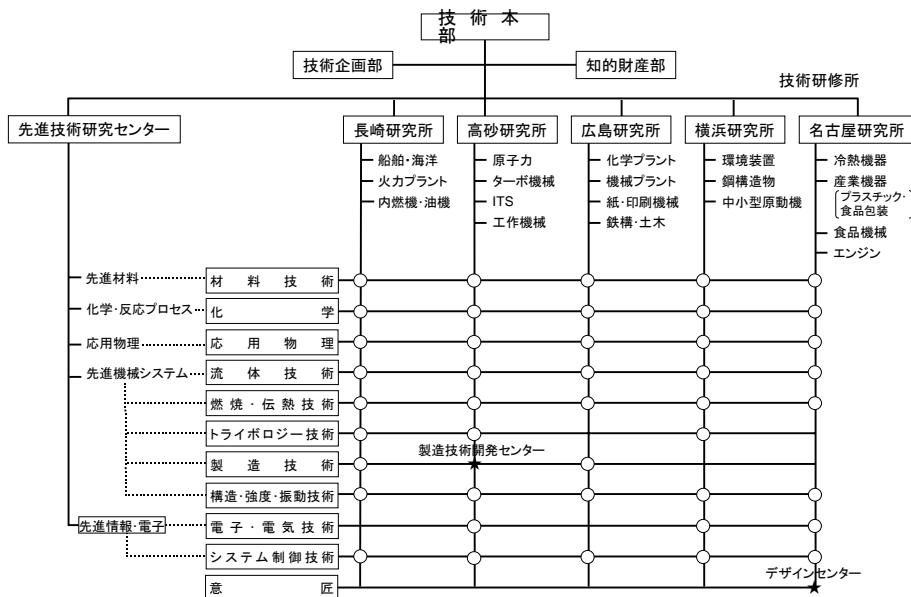 技術本
部
技術企画部
知的財産部
技術研修所
先進技術研究センター
長崎研究所
高砂研究所
広島研究所
横浜研究所
名古屋研究所
船舶・海洋
火力プラント
内燃機・油機
原子力
ターボ機械
ITS
工作機械
化学プラント
機械プラント
紙・印刷機械
鉄構・土木
環境装置
鋼構造物
中小型原動機
冷熱機器
産業機器
プラスチック・
食品包装
食品機械
エンジン
先進材料
材料技術
化学・反応プロセス
化学
応用物理
応用物理
先進機械システム
流体技術
燃焼・伝熱技術
トライボロジー技術
製造技術開発センター
製造技術
構造・強度・振動技術
先進情報・電子
電子・電気技術
システム制御技術
デザインセンター
意匠